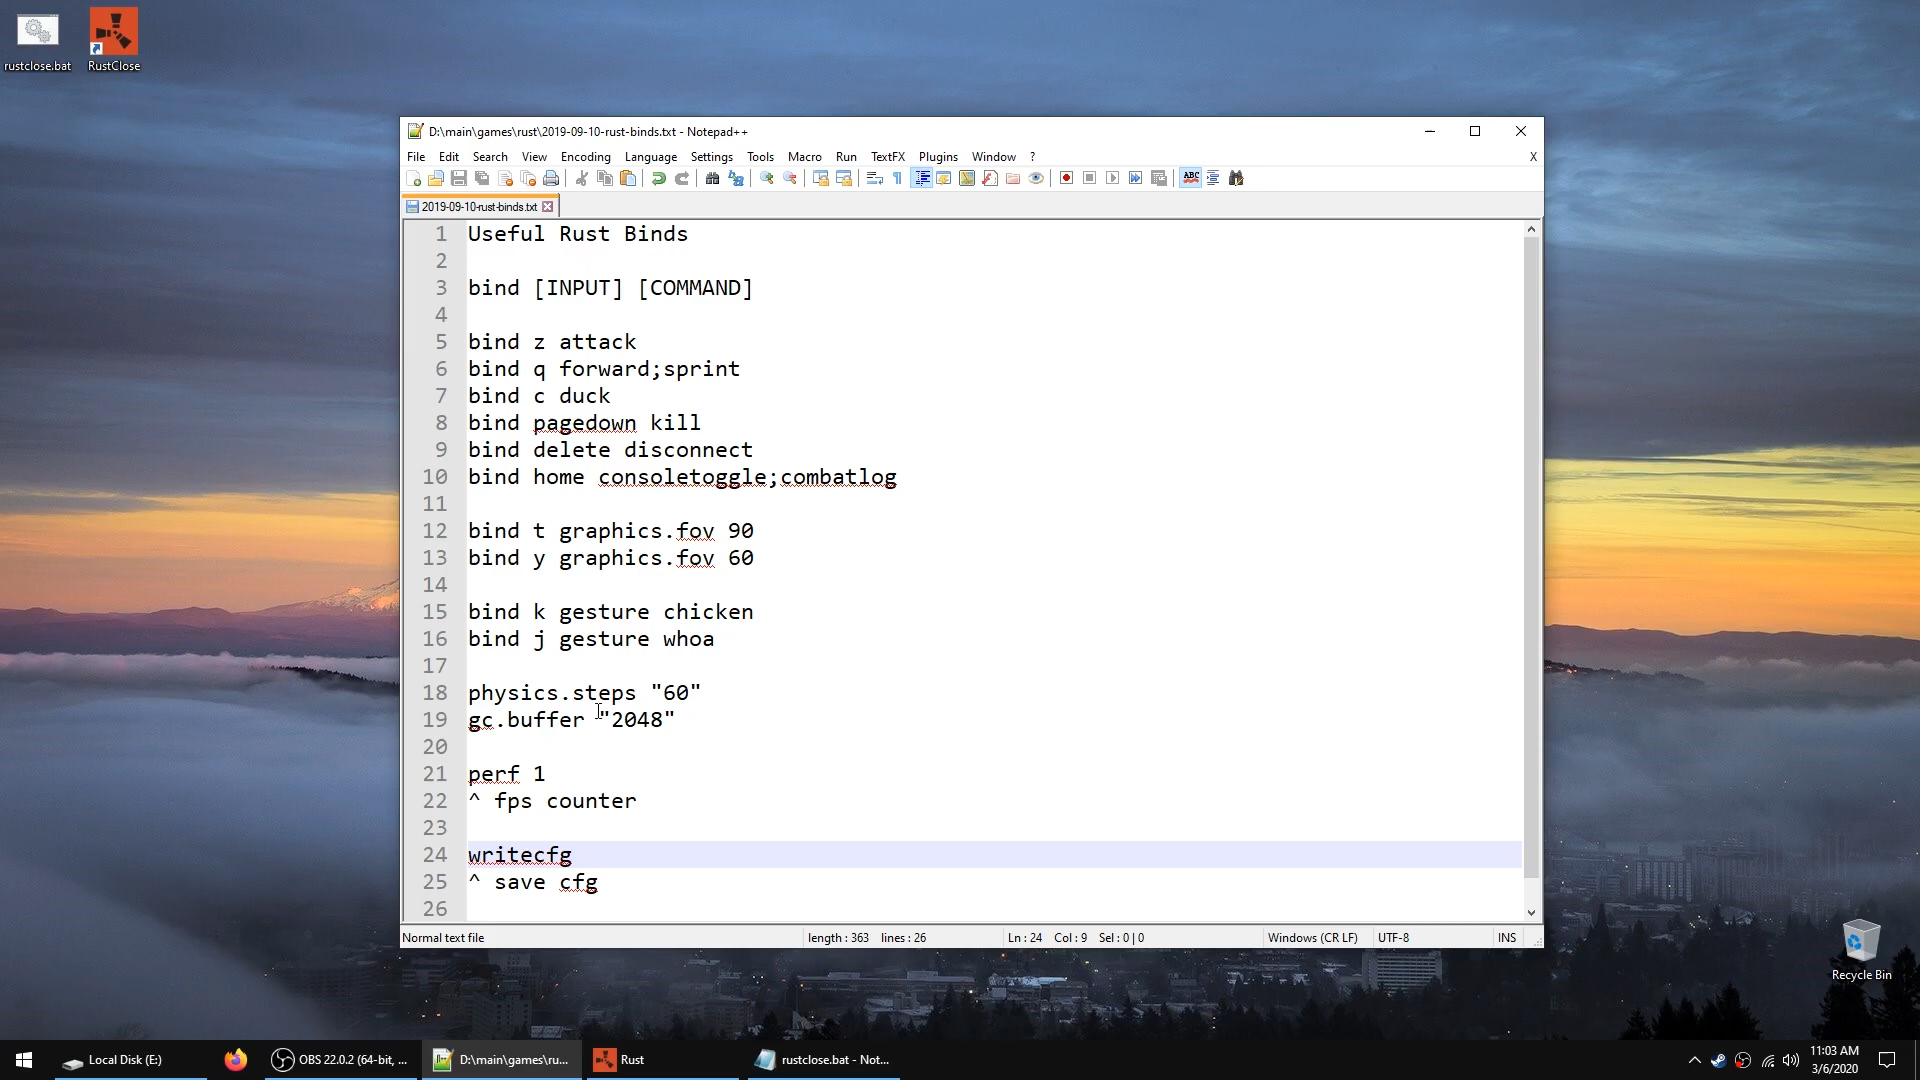 rustclose.bat
RustClose
D:\main\games\rust\2019-09-10-rust-binds.txt - Notepad++
File Edit Search View Encoding Language Settings Tools Macro Run TextFX Plugins Window ? X
ABC
2019-09-10-rust-binds.txt
1 Useful Rust Binds
2
3 bind [INPUT] [COMMAND]
4
5 bind z attack
6 bind q forward;sprint
7 bind c duck
8 bind pagedown kill
9 bind delete disconnect
10 bind home consoletoggle;combatlog
11
12 bind t graphics.fov 90
13 bind y graphics.fov 60
14
15 bind k gesture chicken
16 bind j gesture whoa
17
18 physics.steps "60"
19 gc.buffer "2048"
20
21 perf 1
22 ^ fps counter
23
24 writecfg
25 ^ save cfg
26
Normal text file length : 363 lines : 26 Ln : 24 Col : 9 Sel : 0 | 0 Windows (CR LF) UTF-8 INS
Recycle Bin
Local Disk (E:) OBS 22.0.2 (64-bit, ... D:\main\games\ru... Rust rustclose.bat - Not... 11:03 AM
3/6/2020